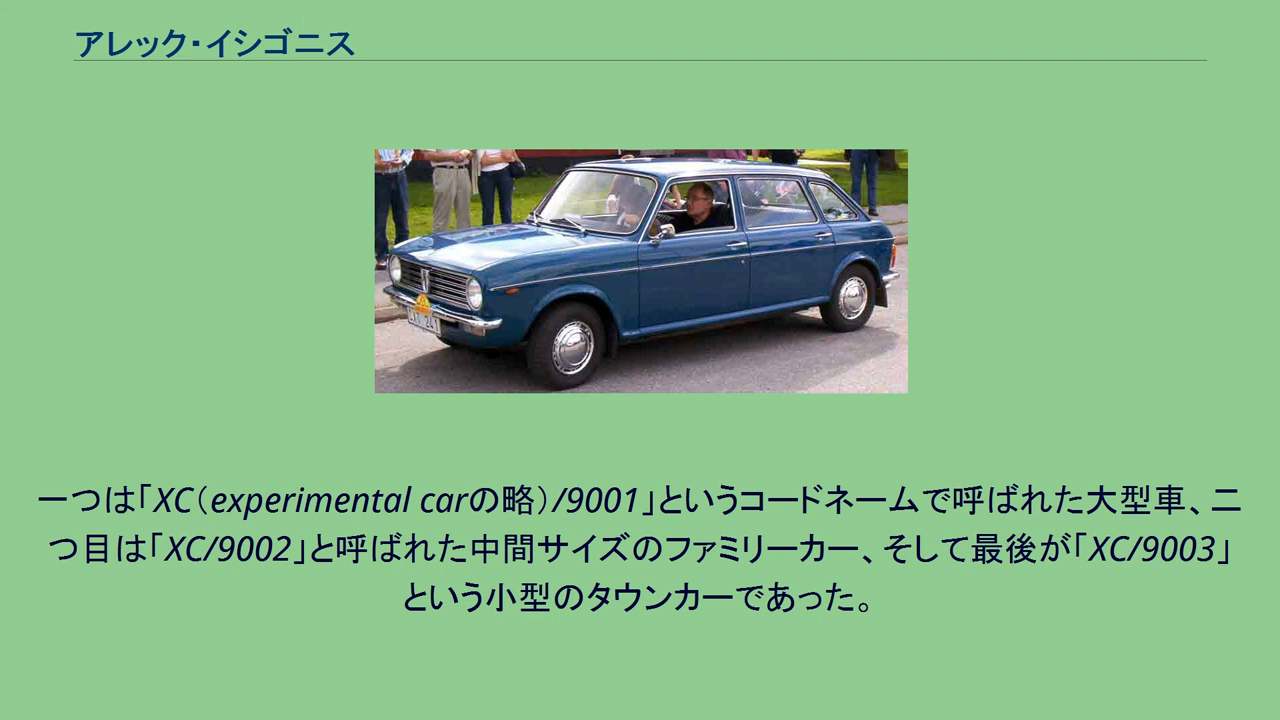 アレック・イシゴニス
一つは「XC（experimental carの略）/9001」というコードネームで呼ばれた大型車、二
つ目は「XC/9002」と呼ばれた中間サイズのファミリーカー、そして最後が「XC/9003」
という小型のタウンカーであった。